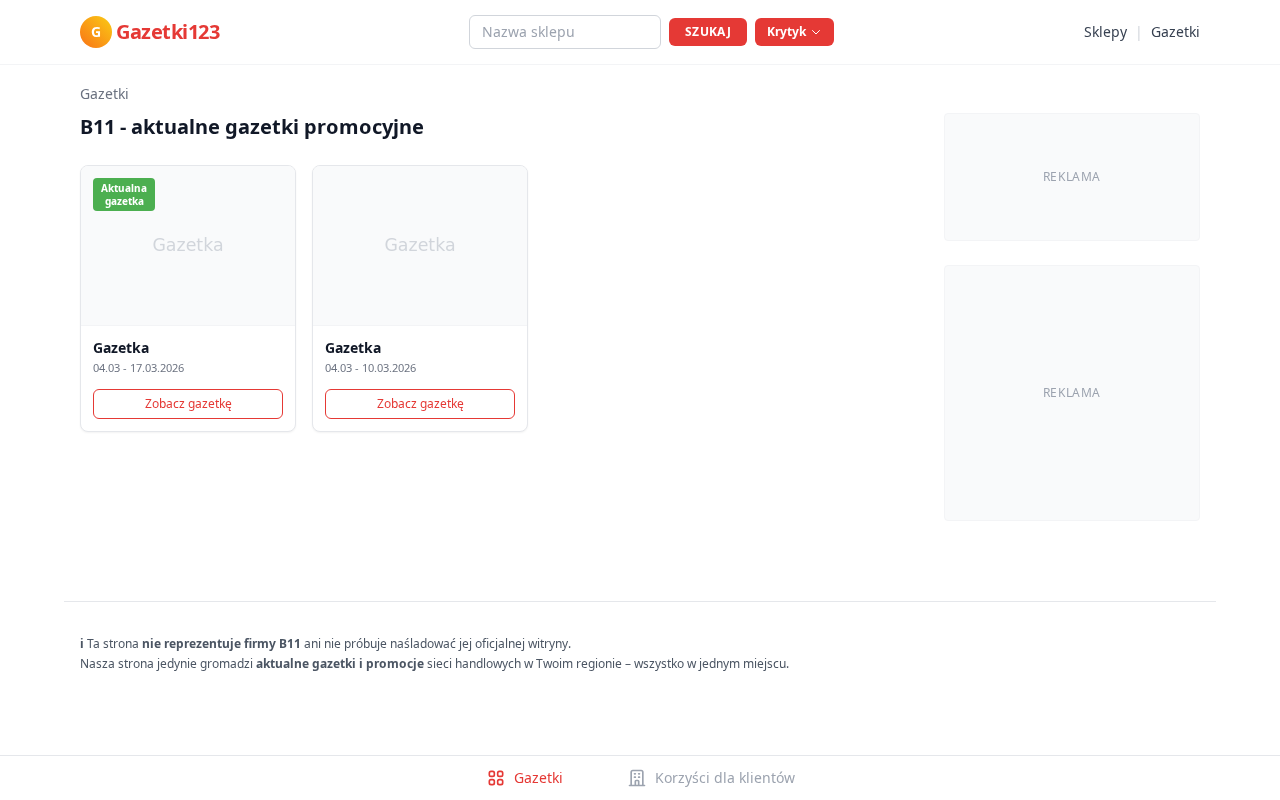 G Gazetki123
Nazwa sklepu
SZUKAJ
Krytyk
Sklepy | Gazetki
Gazetki
B11 - aktualne gazetki promocyjne
Aktualna
gazetka
Gazetka
Gazetka
04.03 - 17.03.2026
Zobacz gazetkę
Gazetka
Gazetka
04.03 - 10.03.2026
Zobacz gazetkę
REKLAMA
REKLAMA
i Ta strona nie reprezentuje firmy B11 ani nie próbuje naśladować jej oficjalnej witryny.
Nasza strona jedynie gromadzi aktualne gazetki i promocje sieci handlowych w Twoim regionie – wszystko w jednym miejscu.
Gazetki
Korzyści dla klientów